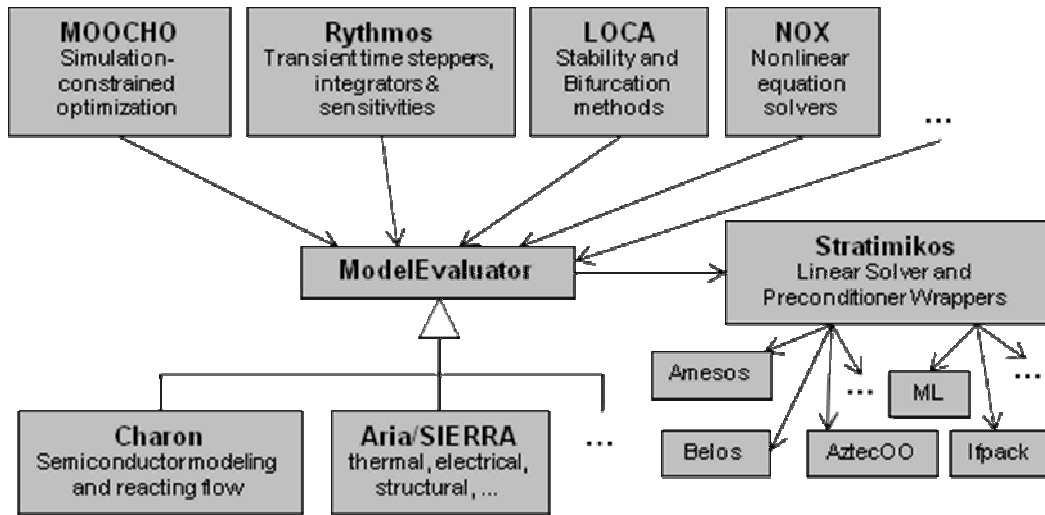 MOOCHO
Simulation-
constrained
optimization
Rythmos
Transient time steppers,
integrators &
sensitivities
LOCA
Stability and
Bifurcation
methods
NOX
Nonlinear
equation
solvers
...
ModelEvaluator
Stratimikos
Linear Solver and
Preconditioner Wrappers
Amesos
...
ML
...
Belos
AztecOO
Ifpack
Charon
Semiconductor modeling
and reacting flow
Aria/SIERRA
thermal, electrical,
structural, ...
...